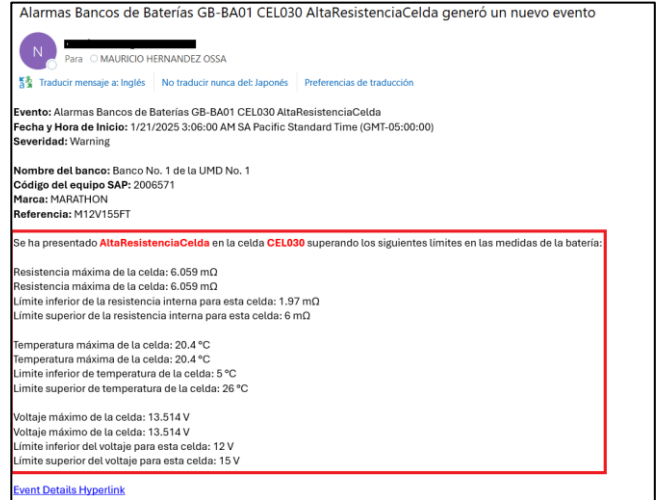 Alarmas Bancos de Baterías GB-BA01 CEL030 AltaResistenciaCelda generó un nuevo evento
N
Para MAURICIO HERNANDEZ OSSA
Traducir mensaje a: Inglés No traducir nunca del: Japonés Preferencias de traducción
Evento: Alarmas Bancos de Baterías GB-BA01 CEL030 AltaResistenciaCelda
Fecha y Hora de Inicio: 1/21/2025 3:06:00 AM SA Pacific Standard Time (GMT-05:00:00)
Severidad: Warning
Nombre del banco: Banco No. 1 de la UMD No. 1
Código del equipo SAP: 2006571
Marca: MARATHON
Referencia: M12V155FT
Se ha presentado AltaResistenciaCelda en la celda CEL030 superando los siguientes límites en las medidas de la batería:
Resistencia máxima de la celda: 6.059 mΩ
Resistencia máxima de la celda: 6.059 mΩ
Límite inferior de la resistencia interna para esta celda: 1.97 mΩ
Límite superior de la resistencia interna para esta celda: 6 mΩ
Temperatura máxima de la celda: 20.4 °C
Temperatura máxima de la celda: 20.4 °C
Limite inferior de temperatura de la celda: 5 °C
Limite superior de temperatura de la celda: 26 °C
Voltaje máximo de la celda: 13.514 V
Voltaje máximo de la celda: 13.514 V
Límite inferior del voltaje para esta celda: 12 V
Límite superior del voltaje para esta celda: 15 V
Event Details Hyperlink